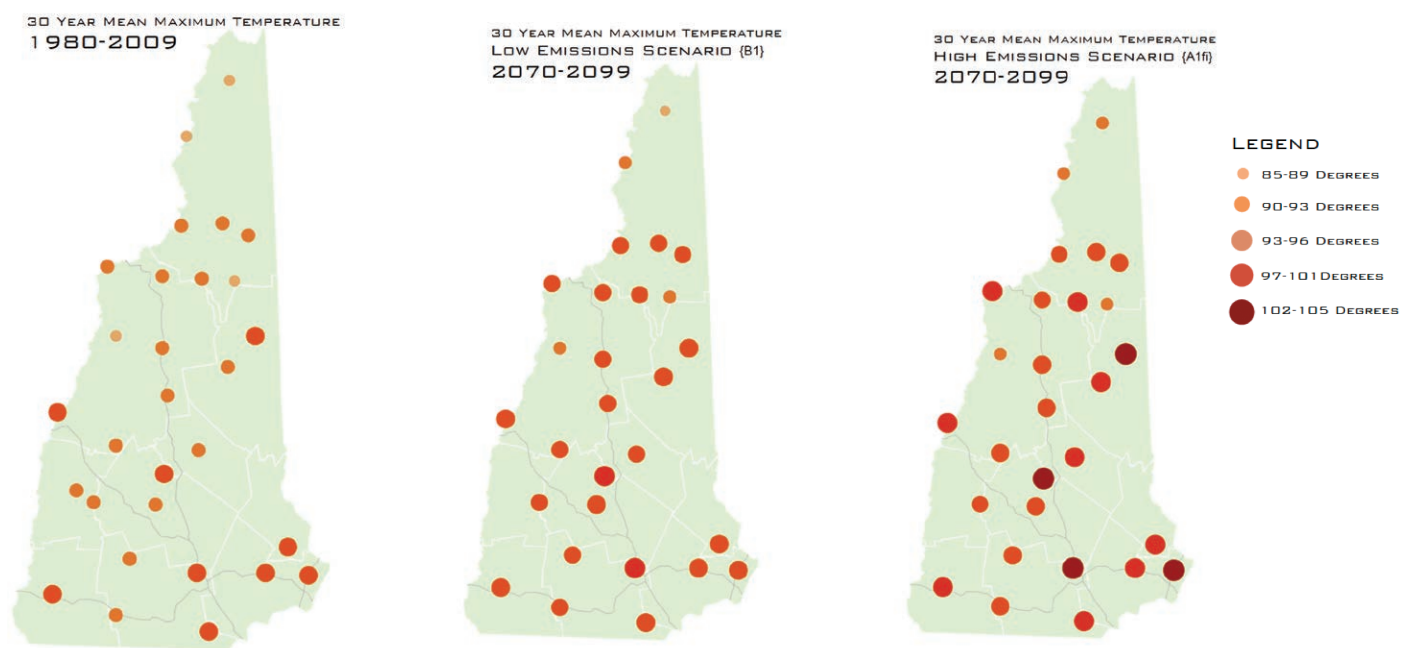 30 Year Mean Maximum Temperature
1980-2009
30 Year Mean Maximum Temperature
Low Emissions Scenario {B1}
2070-2099
30 Year Mean Maximum Temperature
High Emissions Scenario {A1fi}
2070-2099
Legend
85-89 Degrees
90-93 Degrees
93-96 Degrees
97-101Degrees
102-105 Degrees